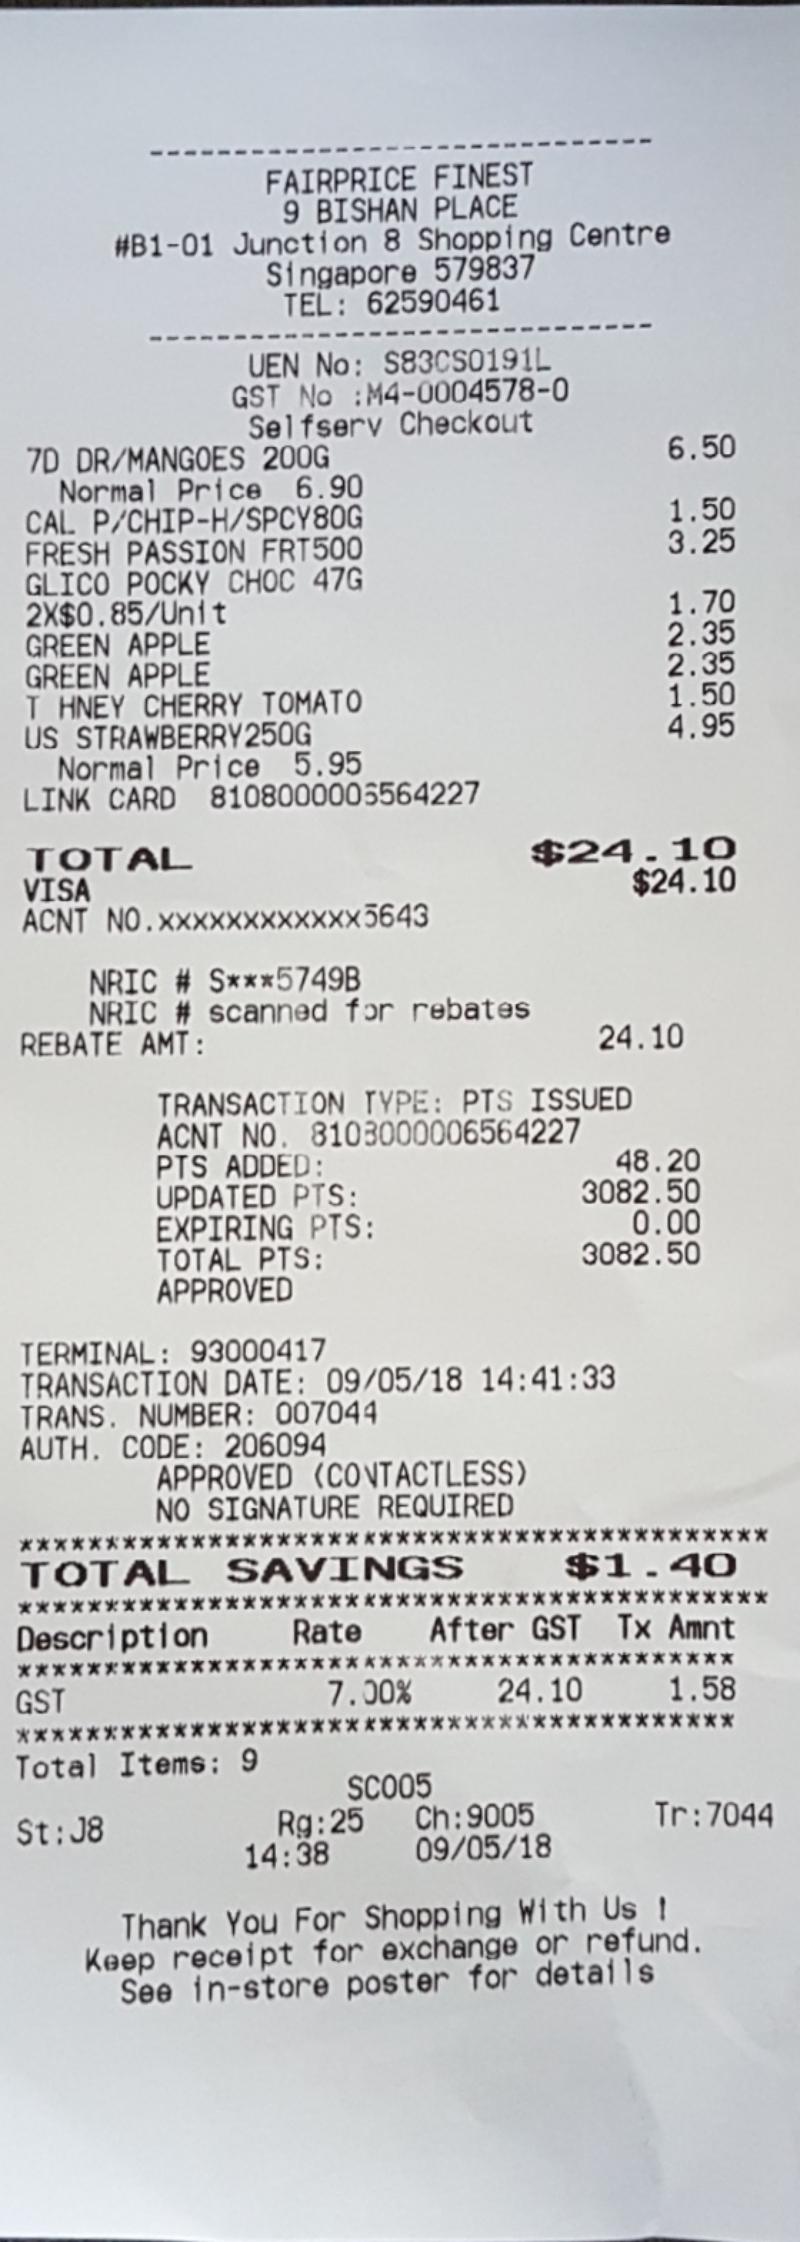 ------------------------------
FAIRPRICE FINEST
9 BISHAN PLACE
#B1-01 Junction 8 Shopping Centre
Singapore 579837
TEL: 62590461
------------------------------
UEN No: S83CS0191L
GST No :M4-0004578-0
Selfserv Checkout
7D DR/MANGOES 200G 6.50
Normal Price 6.90
CAL P/CHIP-H/SPCY80G 1.50
FRESH PASSION FRT500 3.25
GLICO POCKY CHOC 47G
2X$0.85/Unit 1.70
GREEN APPLE 2.35
GREEN APPLE 2.35
T HNEY CHERRY TOMATO 1.50
US STRAWBERRY250G 4.95
Normal Price 5.95
LINK CARD 8108000006564227
TOTAL $24.10
VISA $24.10
ACNT NO.xxxxxxxxxxxx5643
NRIC # S***5749B
NRIC # scanned for rebates
REBATE AMT: 24.10
TRANSACTION TYPE: PTS ISSUED
ACNT NO. 8108000006564227
PTS ADDED: 48.20
UPDATED PTS: 3082.50
EXPIRING PTS: 0.00
TOTAL PTS: 3082.50
APPROVED
TERMINAL: 93000417
TRANSACTION DATE: 09/05/18 14:41:33
TRANS. NUMBER: 007044
AUTH. CODE: 206094
APPROVED (CONTACTLESS)
NO SIGNATURE REQUIRED
********************************************
TOTAL SAVINGS $1.40
********************************************
Description Rate After GST Tx Amnt
******************************************
GST 7.00% 24.10 1.58
******************************************
Total Items: 9
SC005
St:J8 Rg:25 Ch:9005 Tr:7044
14:38 09/05/18
Thank You For Shopping With Us !
Keep receipt for exchange or refund.
See in-store poster for details